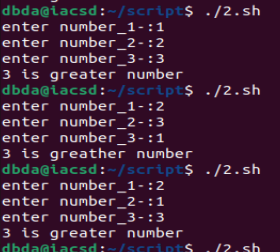 dbda@iacsd:~/script$ ./2.sh
enter number_1-:1
enter number_2-:2
enter number_3-:3
3 is greater number
dbda@iacsd:~/script$ ./2.sh
enter number_1-:2
enter number_2-:3
enter number_3-:1
3 is greather number
dbda@iacsd:~/script$ ./2.sh
enter number_1-:2
enter number_2-:1
enter number_3-:3
3 is greater number
dbda@iacsd:~/script$ ./2.sh